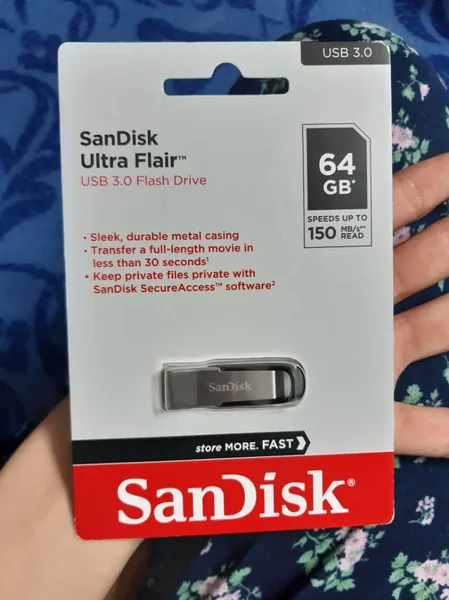 USB 3.0
SanDisk
Ultra Flair™
USB 3.0 Flash Drive
64
GB*
SPEEDS UP TO
150 MB/s**
READ
• Sleek, durable metal casing
• Transfer a full-length movie in
less than 30 seconds¹
• Keep private files private with
SanDisk SecureAccess™ software²
SanDisk
store MORE. FAST
SanDisk®